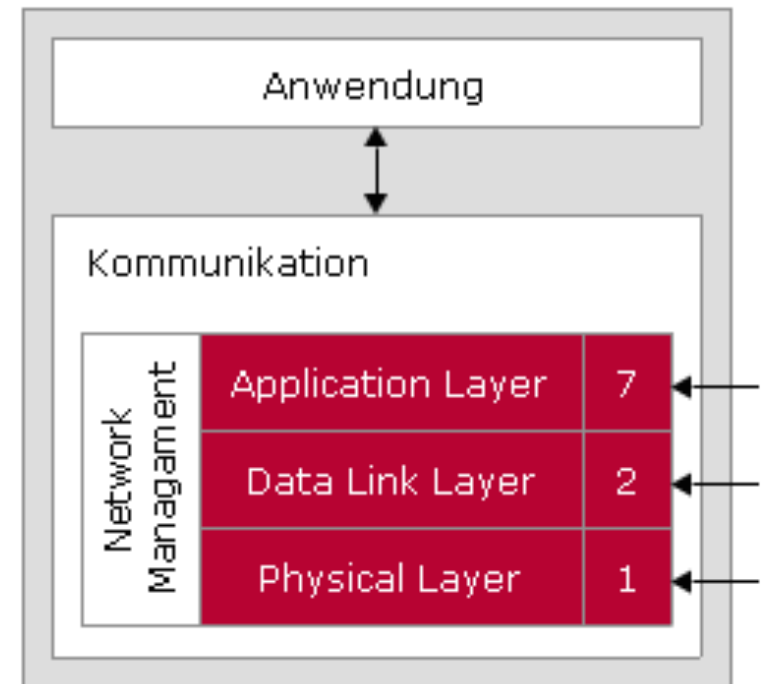 Anwendung
Kommunikation
Network
Managament
Application Layer 7
Data Link Layer 2
Physical Layer 1